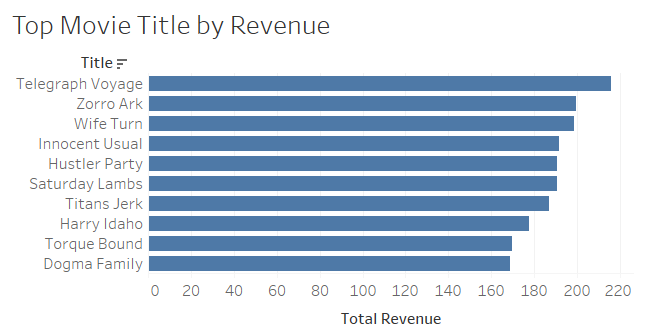 Top Movie Title by Revenue
Title
Telegraph Voyage
Zorro Ark
Wife Turn
Innocent Usual
Hustler Party
Saturday Lambs
Titans Jerk
Harry Idaho
Torque Bound
Dogma Family
0 20 40 60 80 100 120 140 160 180 200 220
Total Revenue